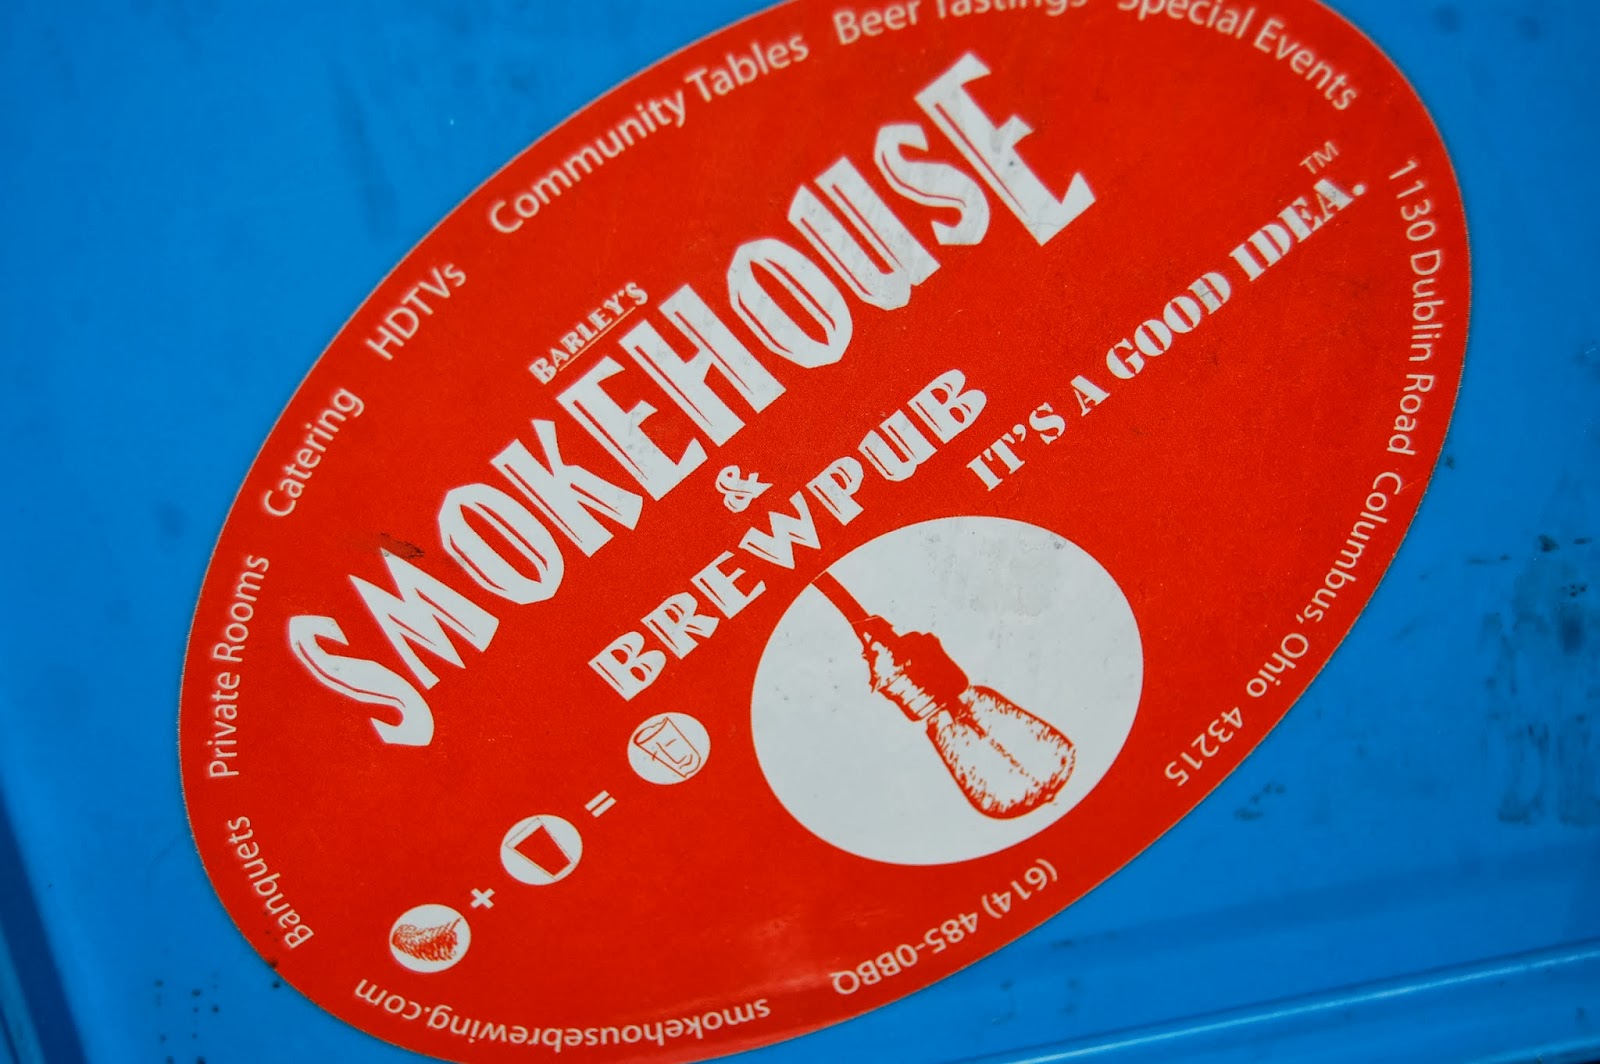 Banquets Private Rooms Catering HDTVs Community Tables Beer Tastings Special Events
BARLEY'S
SMOKEHOUSE
&
BREWPUB
IT'S A GOOD IDEA.™
+ =
1130 Dublin Road Columbus, Ohio 43215
(614) 485-0BBQ
smokehousebrewing.com